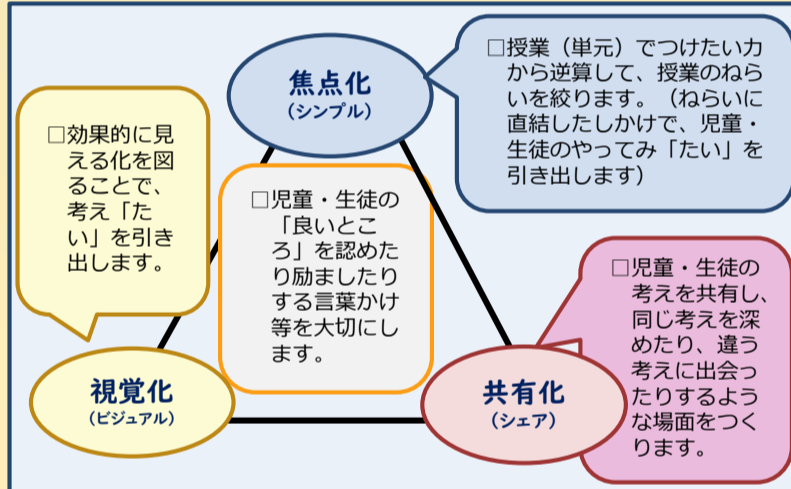 焦点化
(シンプル)
□授業（単元）でつけたい力
から逆算して、授業のねら
いを絞ります。（ねらいに
直結したしかけで、児童・
生徒のやってみ「たい」を
引き出します）
□効果的に見
える化を図
ることで、
考え「た
い」を引き
出します。
□児童・生徒の
「良いとこ
ろ」を認めた
り励ましたり
する言葉かけ
等を大切にし
ます。
□児童・生徒の
考えを共有し、
同じ考えを深
めたり、違う
考えに出会っ
たりするよう
な場面をつく
ります。
視覚化
(ビジュアル)
共有化
(シェア)